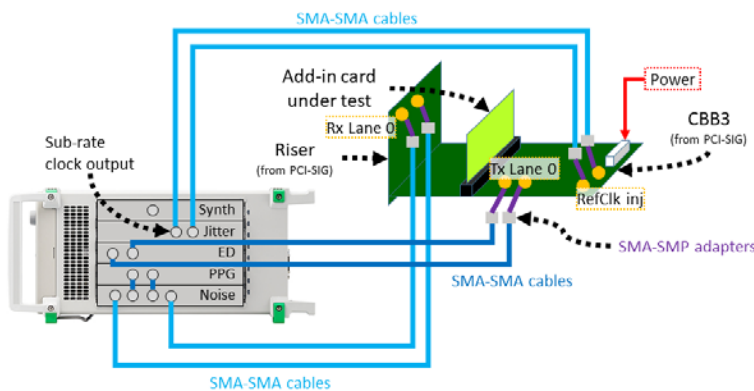 SMA-SMA cables
Add-in card
under test
Power
Rx Lane 0
CBB3
(from PCI-SIG)
Sub-rate
clock output
Riser
(from PCI-SIG)
Tx Lane 0
RefClk inj
Synth
Jitter
ED
PPG
Noise
SMA-SMP adapters
SMA-SMA cables
SMA-SMA cables